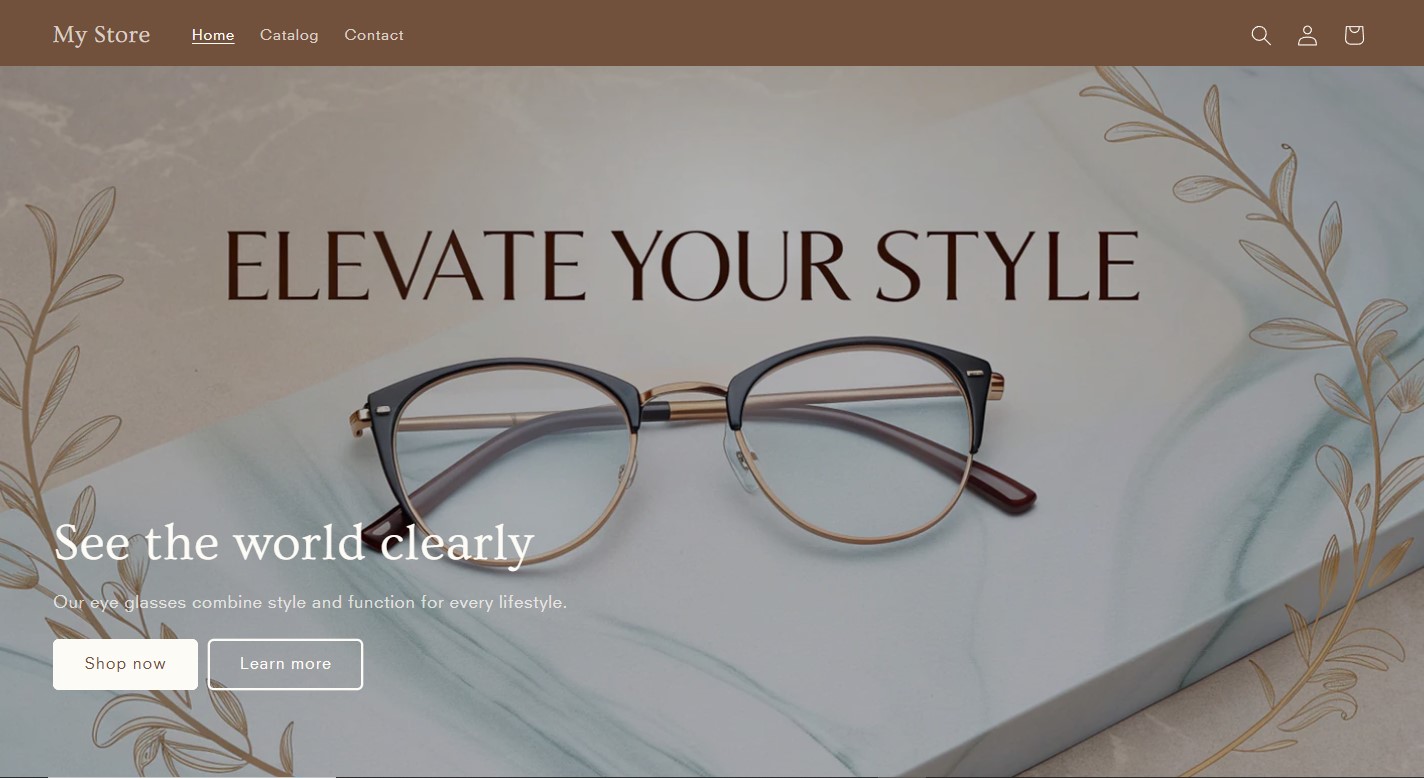 My Store
Home Catalog Contact
ELEVATE YOUR STYLE
See the world clearly
Our eye glasses combine style and function for every lifestyle.
Shop now Learn more